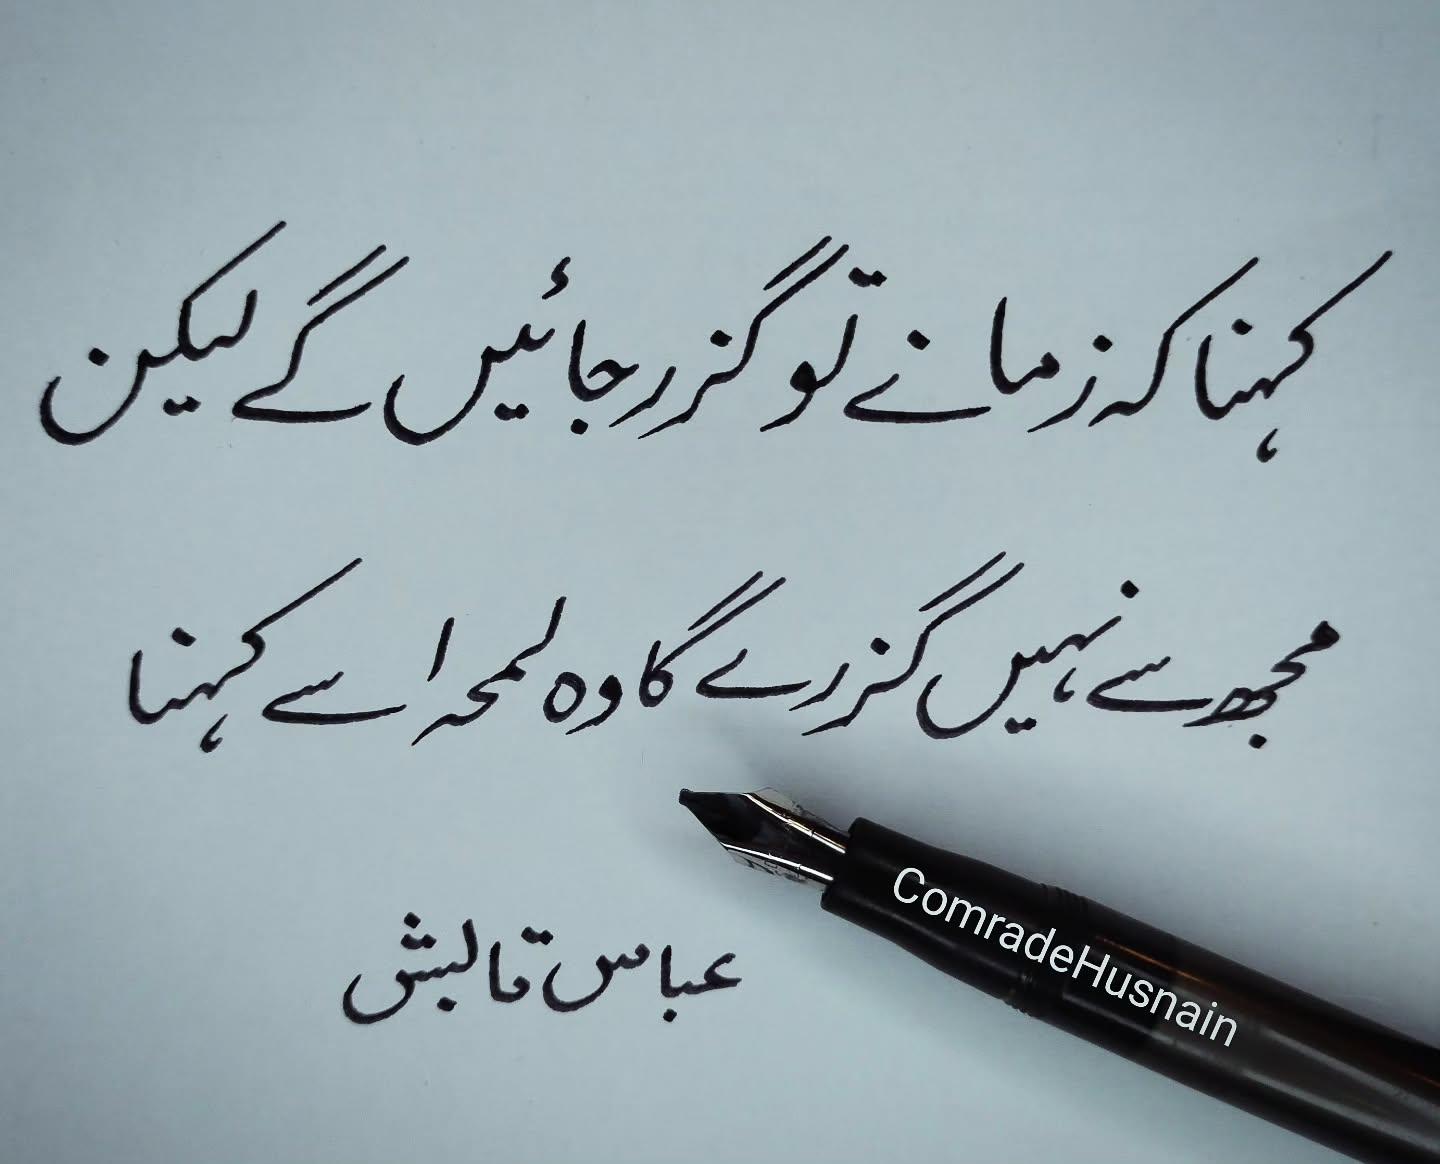 کہنا کہ زمانے تو گزر جائیں گے لیکن
مجھ سے نہیں گزرے گا وہ لمحہ اسے کہنا
عباس تابش
ComradeHusnain